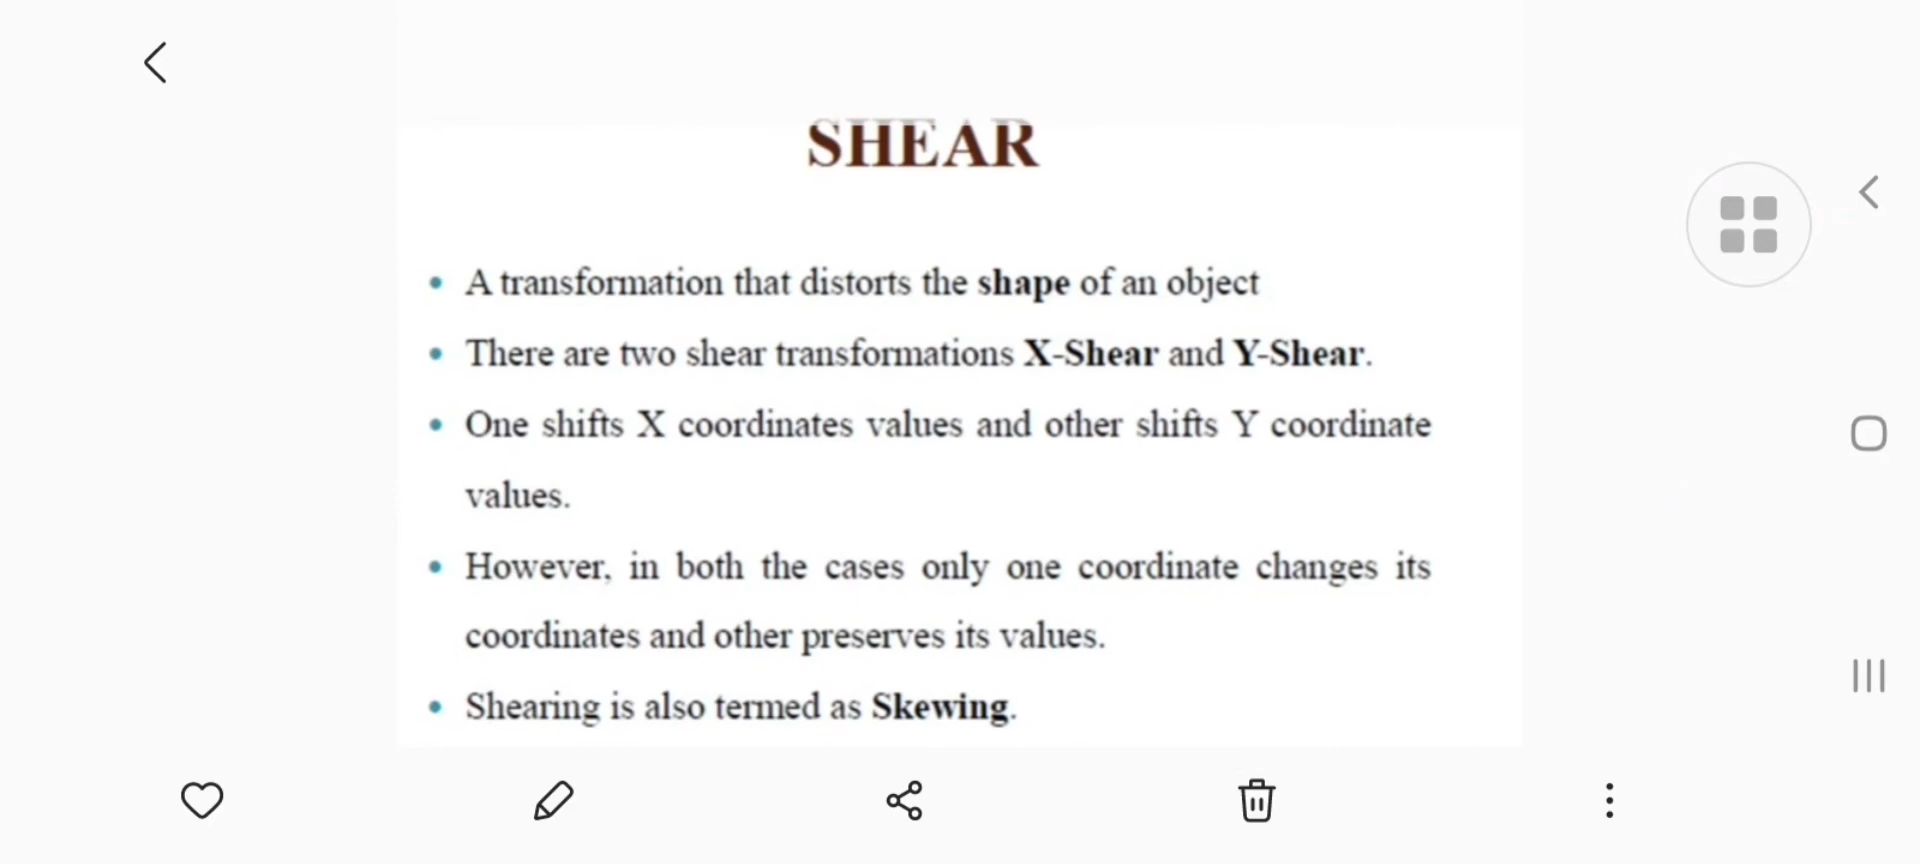 SHEAR
• A transformation that distorts the shape of an object
• There are two shear transformations X-Shear and Y-Shear.
• One shifts X coordinates values and other shifts Y coordinate
values.
• However, in both the cases only one coordinate changes its
coordinates and other preserves its values.
• Shearing is also termed as Skewing.